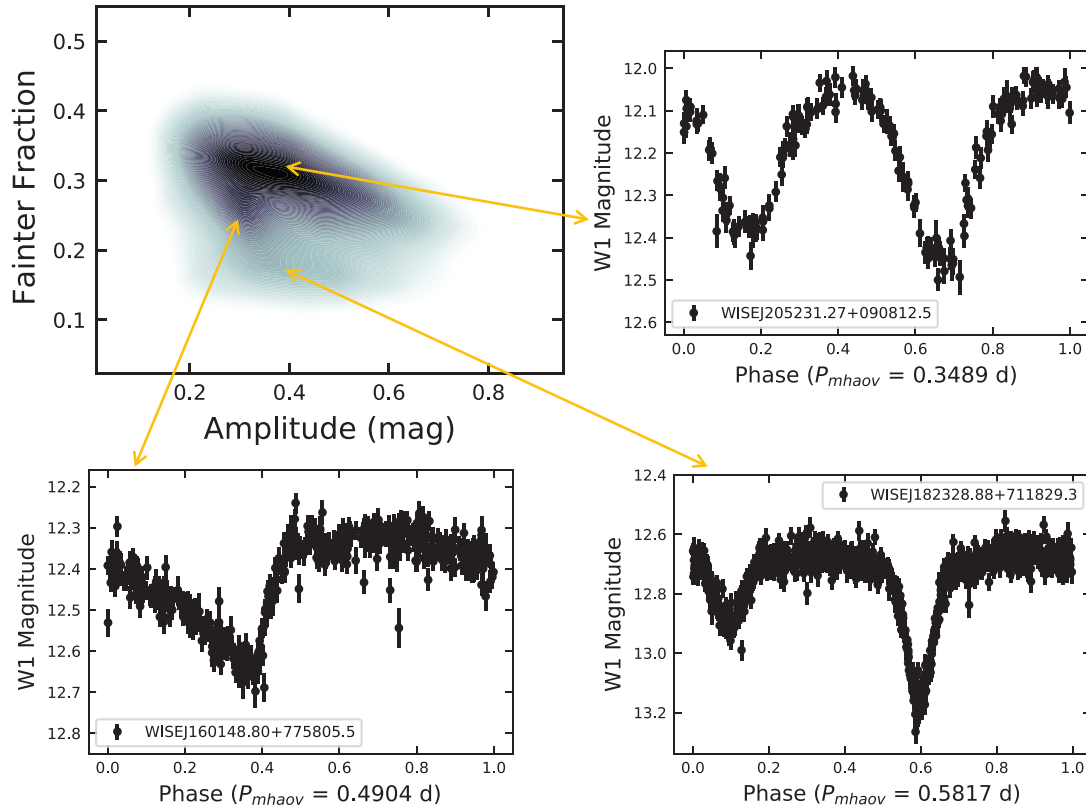 0.5
0.4
0.3
0.2
0.1
Fainter Fraction
0.2 0.4 0.6 0.8
Amplitude (mag)
12.0
12.1
12.2
12.3
12.4
12.5
12.6
W1 Magnitude
WISEJ205231.27+090812.5
0.0 0.2 0.4 0.6 0.8 1.0
Phase (Pmhaov = 0.3489 d)
12.2
12.3
12.4
12.5
12.6
12.7
12.8
W1 Magnitude
WISEJ160148.80+775805.5
0.0 0.2 0.4 0.6 0.8 1.0
Phase (Pmhaov = 0.4904 d)
12.4
12.6
12.8
13.0
13.2
W1 Magnitude
WISEJ182328.88+711829.3
0.0 0.2 0.4 0.6 0.8 1.0
Phase (Pmhaov = 0.5817 d)